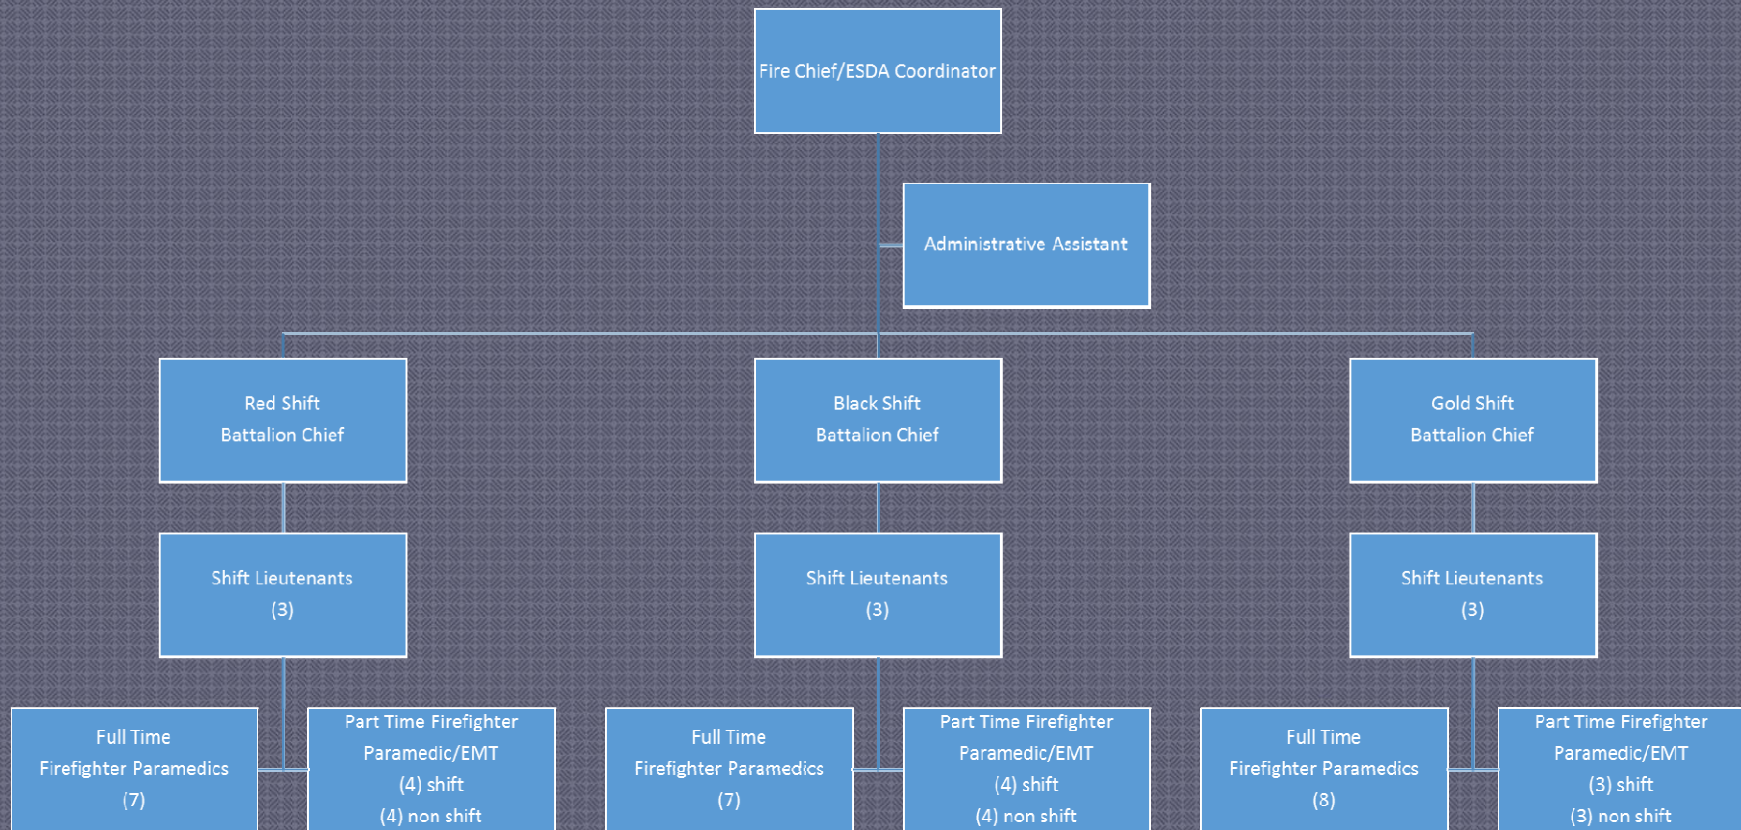 Fire Chief/ESDA Coordinator
Administrative Assistant
Red Shift
Battalion Chief
Black Shift
Battalion Chief
Gold Shift
Battalion Chief
Shift Lieutenants
(3)
Shift Lieutenants
(3)
Shift Lieutenants
(3)
Full Time
Firefighter Paramedics
(7)
Part Time Firefighter
Paramedic/EMT
(4) shift
(4) non shift
Full Time
Firefighter Paramedics
(7)
Part Time Firefighter
Paramedic/EMT
(4) shift
(4) non shift
Full Time
Firefighter Paramedics
(8)
Part Time Firefighter
Paramedic/EMT
(3) shift
(3) non shift